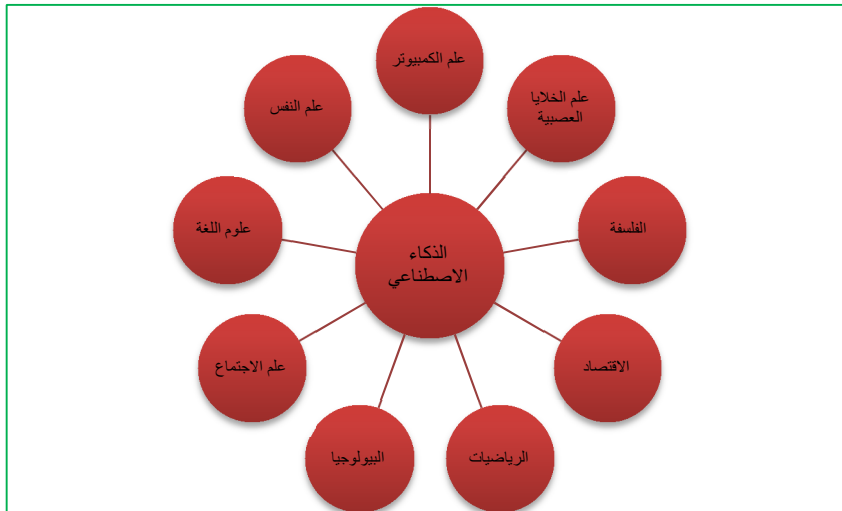 علم الكمبيوتر
علم الخلايا
العصبية
الفلسفة
الاقتصاد
الرياضيات
البيولوجيا
علم الاجتماع
علوم اللغة
علم النفس
الذكاء
الاصطناعي